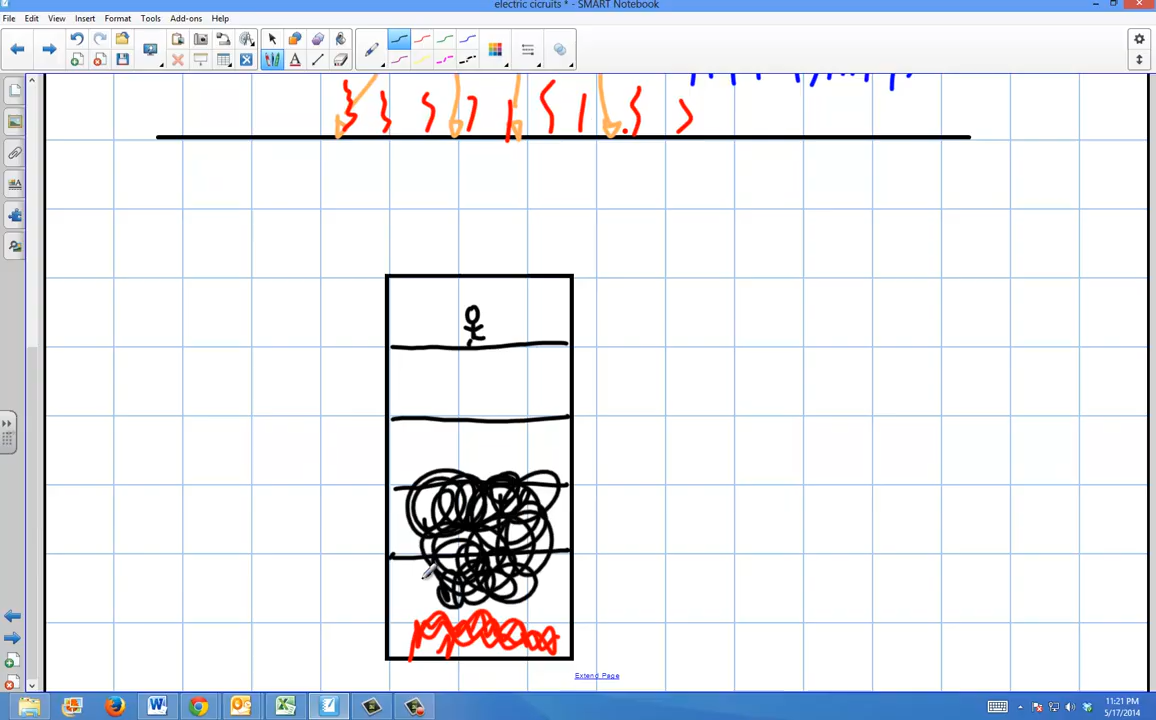 electric cicruits * - SMART Notebook
File Edit View Insert Format Tools Add-ons Help
Extend Page
11:21 PM
5/17/2014